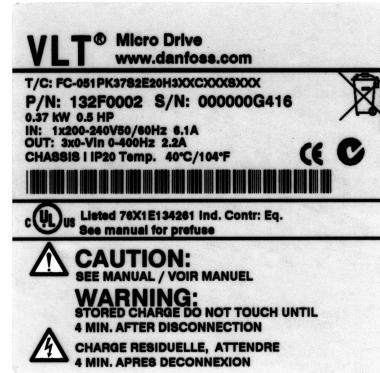 VLT® Micro Drive
www.danfoss.com
T/C: FC-051PK37S2E20H3XXCXXXSXXX
P/N: 132F0002 S/N: 000000G416
0.37 kW 0.5 HP
IN: 1x200-240V50/60Hz 6.1A
OUT: 3x0-Vin 0-400Hz 2.2A
CHASSIS I IP20 Temp. 40°C/104°F
CE
c UL US Listed 76X1E134261 Ind. Contr: Eq.
See manual for prefuse
CAUTION:
SEE MANUAL / VOIR MANUEL
WARNING:
STORED CHARGE DO NOT TOUCH UNTIL
4 MIN. AFTER DISCONNECTION
CHARGE RESIDUELLE, ATTENDRE
4 MIN. APRES DECONNEXION